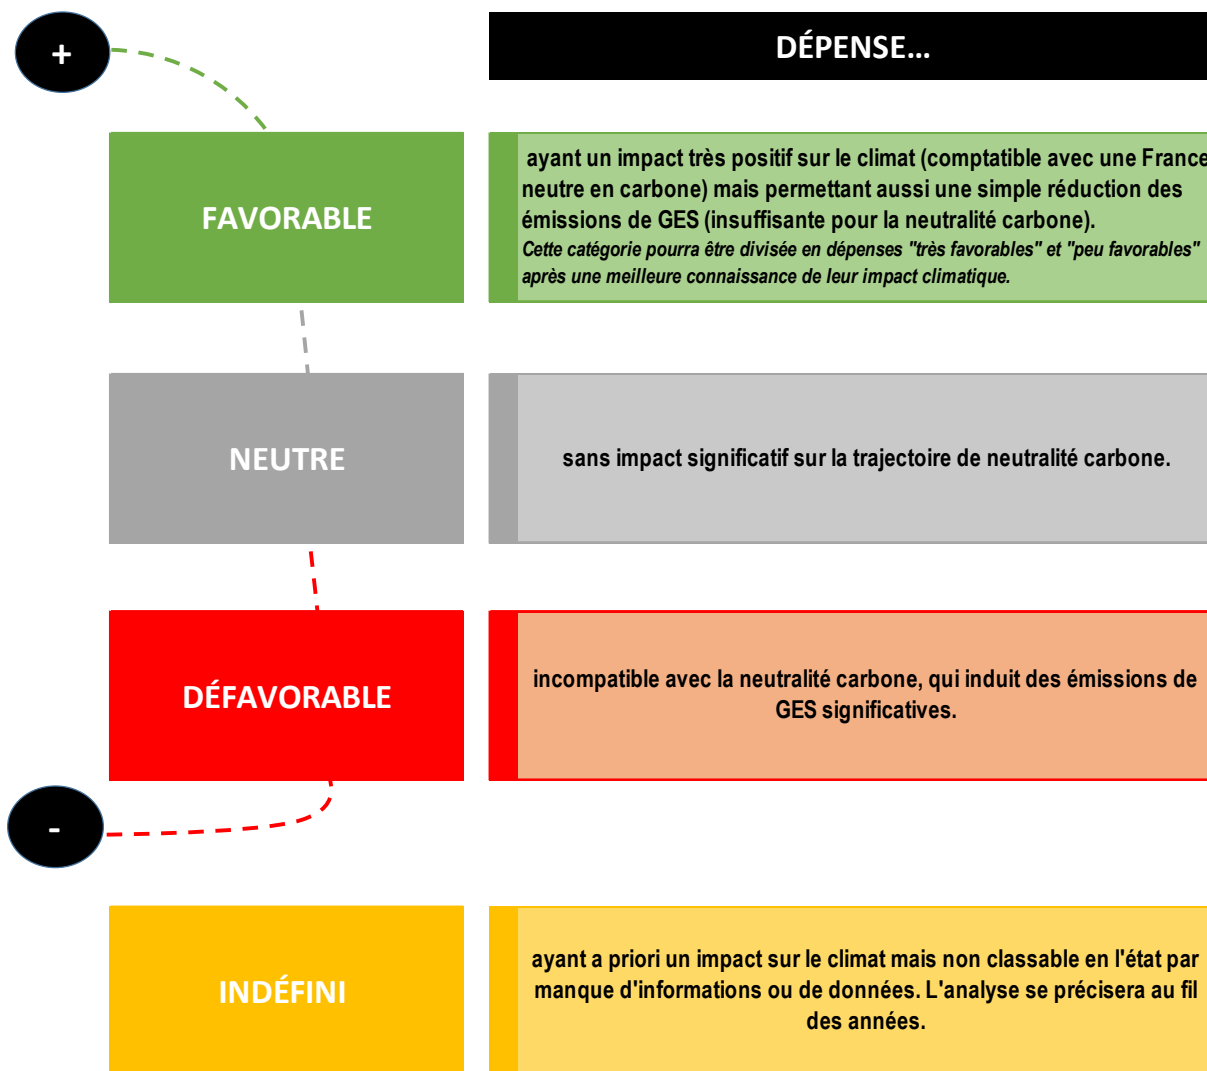 +
DÉPENSE...
FAVORABLE
ayant un impact très positif sur le climat (comptatible avec une France
neutre en carbone) mais permettant aussi une simple réduction des
émissions de GES (insuffisante pour la neutralité carbone).
Cette catégorie pourra être divisée en dépenses "très favorables" et "peu favorables"
après une meilleure connaissance de leur impact climatique.
NEUTRE
sans impact significatif sur la trajectoire de neutralité carbone.
DÉFAVORABLE
incompatible avec la neutralité carbone, qui induit des émissions de
GES significatives.
-
INDÉFINI
ayant a priori un impact sur le climat mais non classable en l'état par
manque d'informations ou de données. L'analyse se précisera au fil
des années.